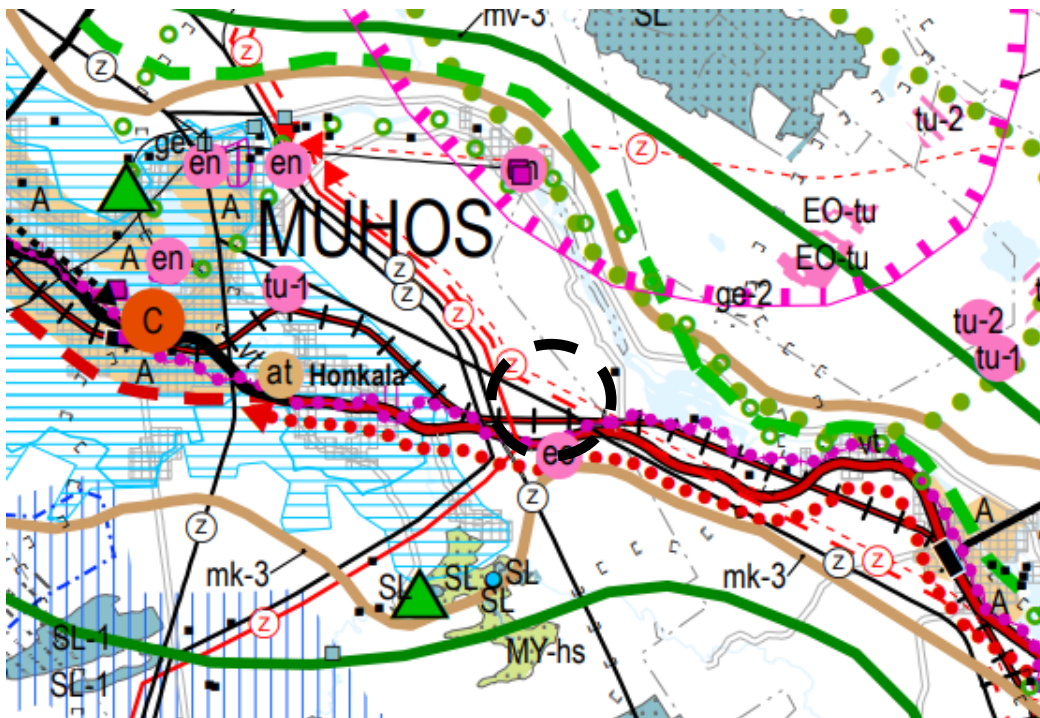 mv-3
SL
z
z
tu-2
ge-1
en
en
z
A
A
MUHOS
EO-tu
A
en
EO-tu
z
tu-1
z
ge-2
z
tu-2
C
vt
z
tu-1
A
at
Honkala
eo
vt
z
A
z
mk-3
SL
SL
SL
SL
mk-3
z
z
A
z
SL-1
MY-hs
SL-1